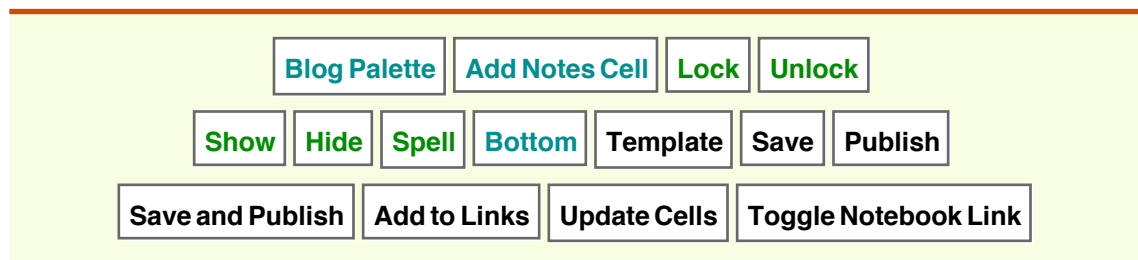 Blog Palette Add Notes Cell Lock Unlock
Show Hide Spell Bottom Template Save Publish
Save and Publish Add to Links Update Cells Toggle Notebook Link